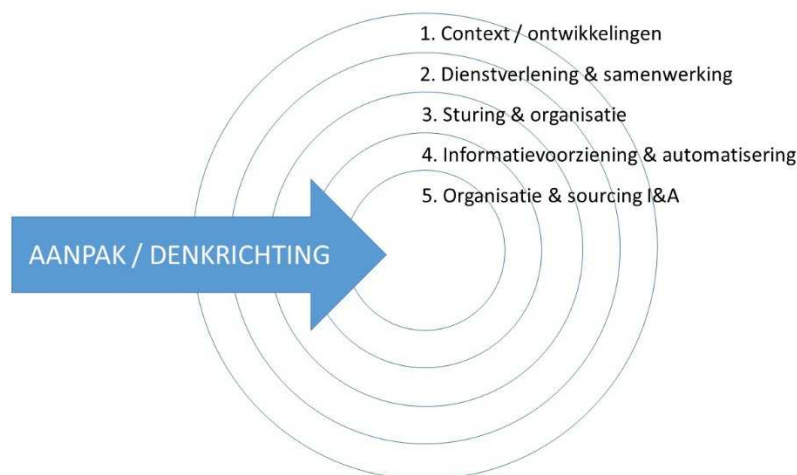 1. Context / ontwikkelingen
2. Dienstverlening & samenwerking
3. Sturing & organisatie
4. Informatievoorziening & automatisering
5. Organisatie & sourcing I&A
AANPAK / DENKRICHTING